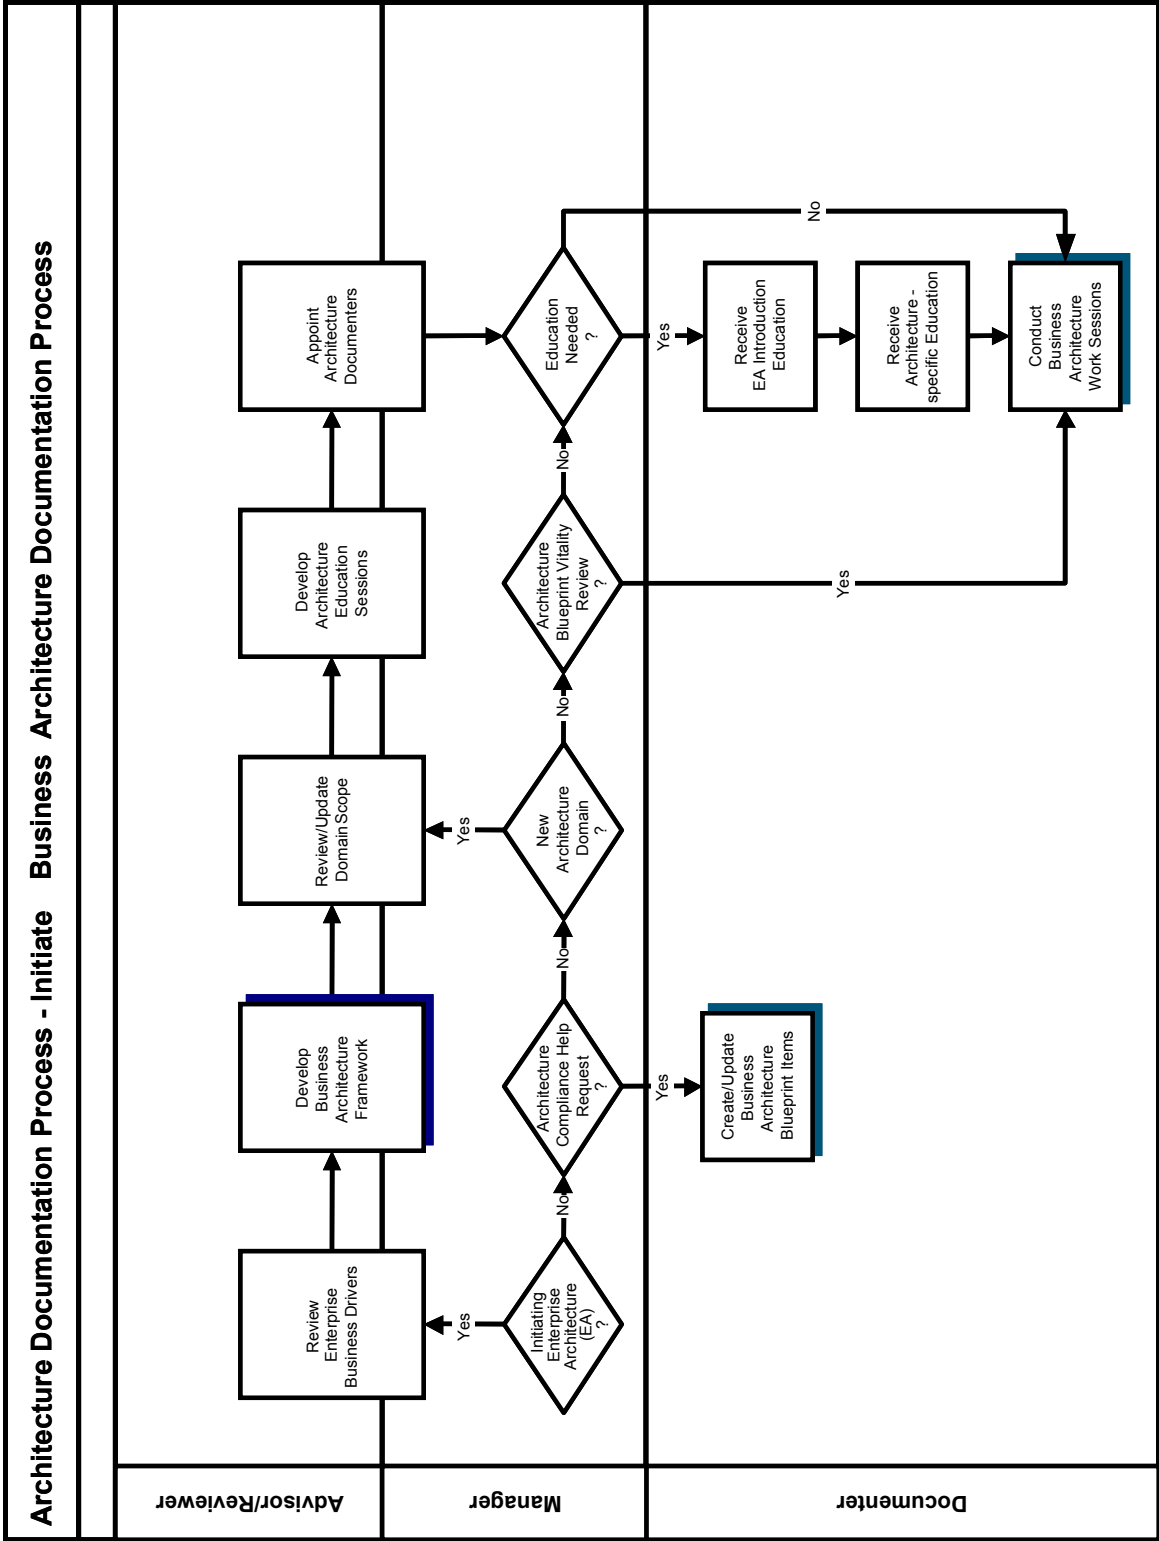 Architecture Documentation Process - Initiate Business Architecture Documentation Process
Advisor/Reviewer
Review
Enterprise
Business Drivers
Develop
Business
Architecture
Framework
Review/Update
Domain Scope
Develop
Architecture
Education
Sessions
Appoint
Architecture
Documenters
Yes
Yes
Manager
Initiating
Enterprise
Architecture
(EA)
?
No
Architecture
Compliance Help
Request
?
No
New
Architecture
Domain
?
No
Architecture
Blueprint Vitality
Review
?
No
Education
Needed
?
Documenter
Yes
Create/Update
Business
Architecture
Blueprint Items
Yes
Yes
No
Receive
EA Introduction
Education
Receive
Architecture -
specific Education
Conduct
Business
Architecture
Work Sessions